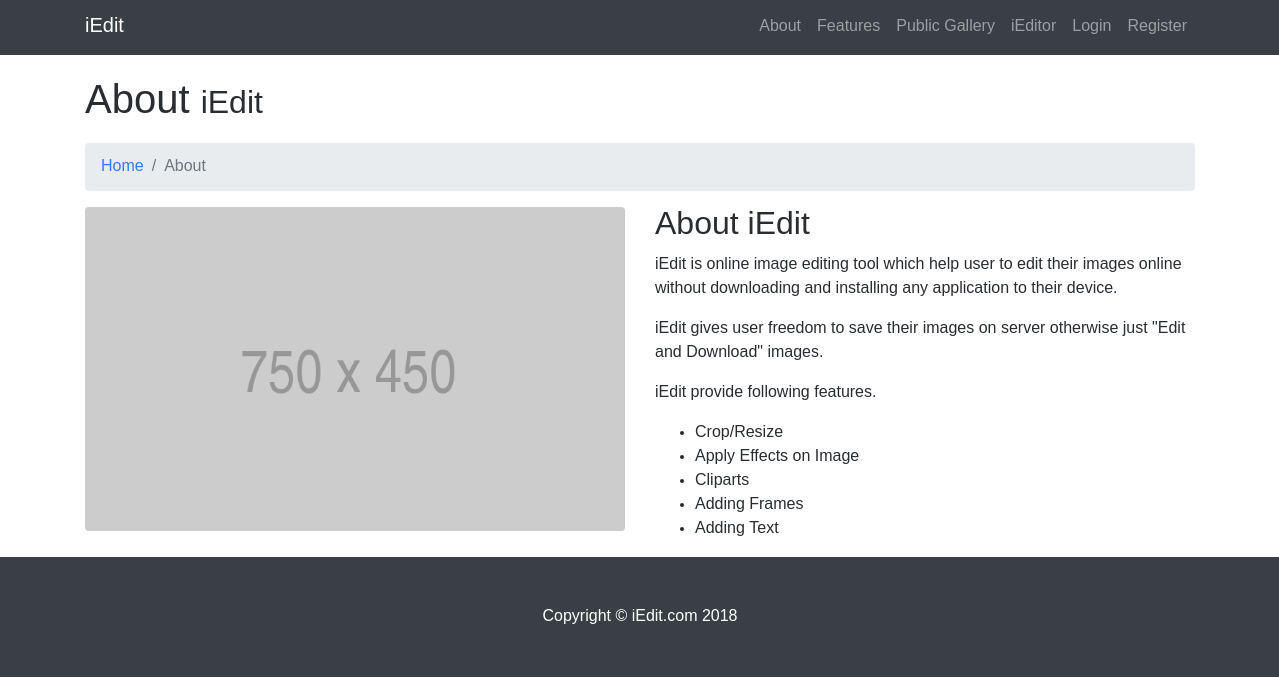 iEdit
About Features Public Gallery iEditor Login Register
About iEdit
Home / About
750 x 450
About iEdit
iEdit is online image editing tool which help user to edit their images online
without downloading and installing any application to their device.
iEdit gives user freedom to save their images on server otherwise just "Edit
and Download" images.
iEdit provide following features.
Crop/Resize
Apply Effects on Image
Cliparts
Adding Frames
Adding Text
Copyright © iEdit.com 2018